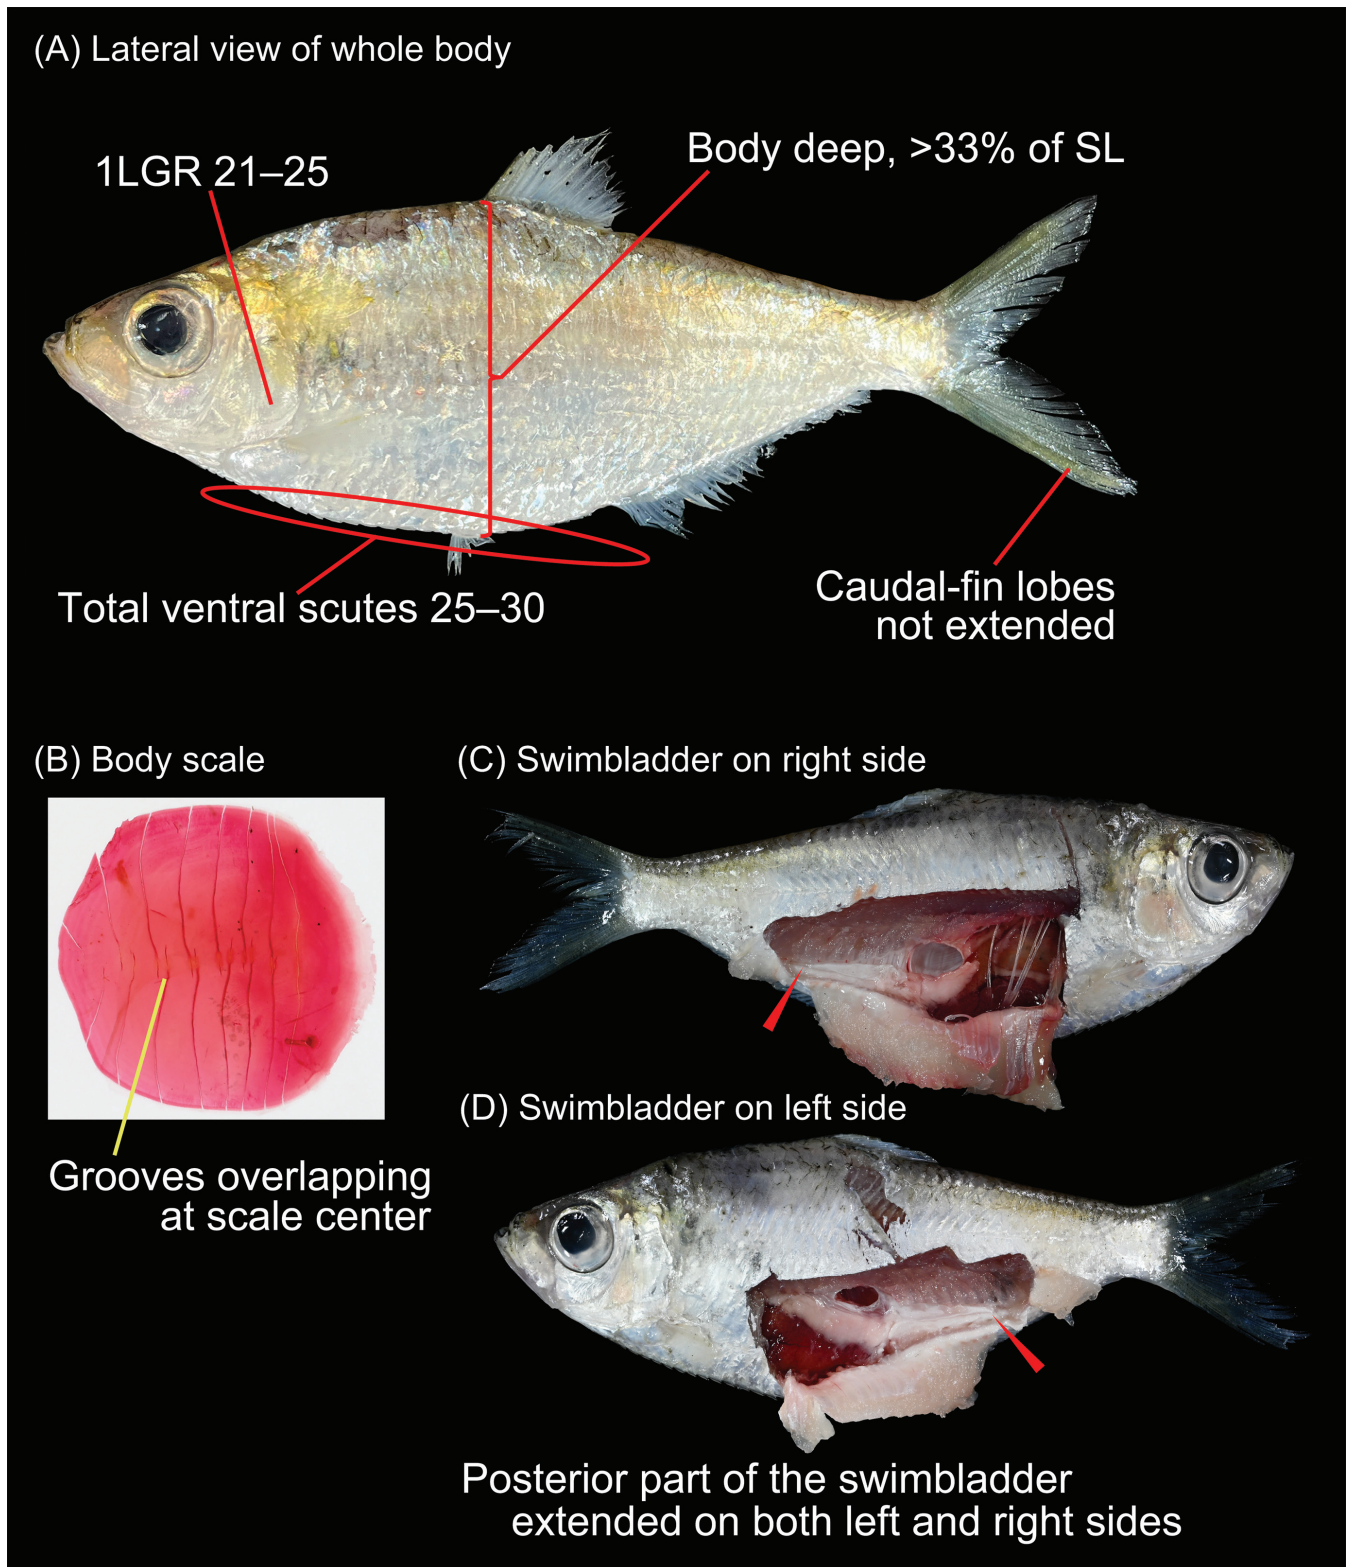 (A) Lateral view of whole body
1LGR 21–25
Body deep, >33% of SL
Total ventral scutes 25–30
Caudal-fin lobes
not extended
(B) Body scale
Grooves overlapping
at scale center
(C) Swimbladder on right side
(D) Swimbladder on left side
Posterior part of the swimbladder
extended on both left and right sides